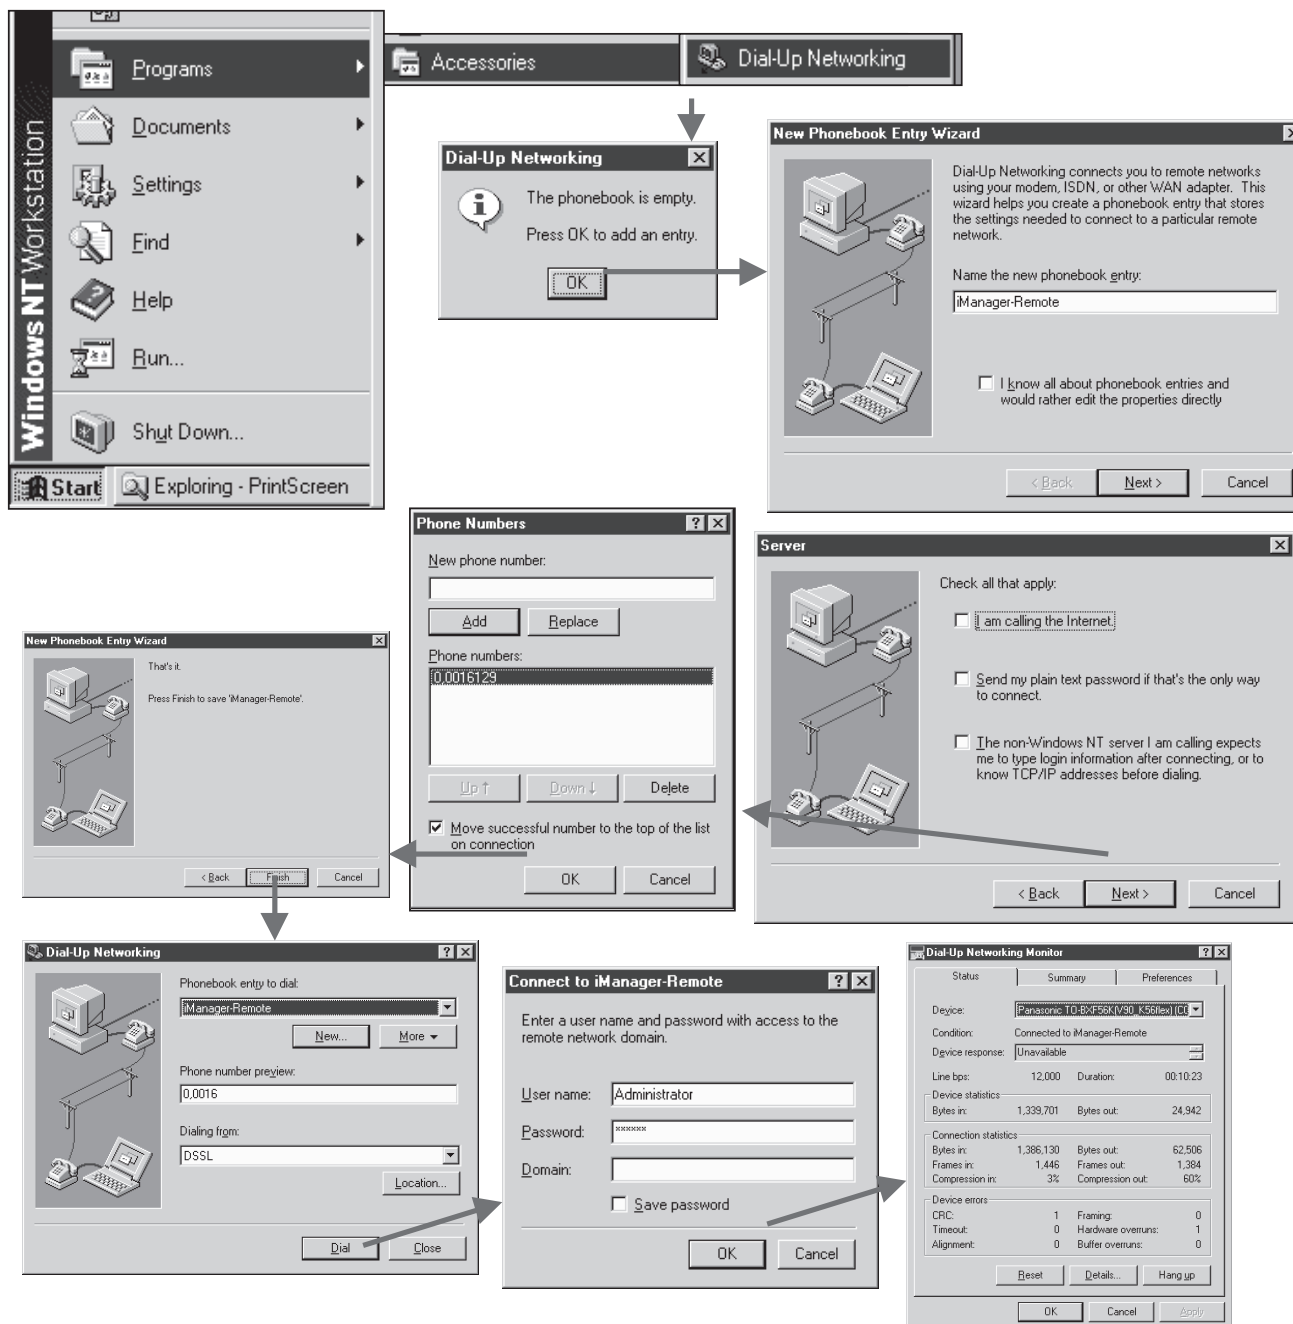 Windows NT Workstation
Programs
Documents
Settings
Find
Help
Run...
Shut Down...
Start
Exploring - PrintScreen
Accessories
Dial-Up Networking
Dial-Up Networking
The phonebook is empty.
Press OK to add an entry.
OK
New Phonebook Entry Wizard
Dial-Up Networking connects you to remote networks
using your modem, ISDN, or other WAN adapter. This
wizard helps you create a phonebook entry that stores
the settings needed to connect to a particular remote
network.
Name the new phonebook entry:
iManager-Remote
I know all about phonebook entries and
would rather edit the properties directly
< Back
Next >
Cancel
Server
Check all that apply:
I am calling the Internet.
Send my plain text password if that's the only way
to connect.
The non-Windows NT server I am calling expects
me to type login information after connecting, or to
know TCP/IP addresses before dialing.
< Back
Next >
Cancel
Phone Numbers
New phone number:
Add
Replace
Phone numbers:
0,0016129
Up ↑
Down ↓
Delete
Move successful number to the top of the list
on connection
OK
Cancel
New Phonebook Entry Wizard
That's it.
Press Finish to save 'iManager-Remote'.
< Back
Finish
Cancel
Dial-Up Networking
Phonebook entry to dial:
iManager-Remote
New...
More
Phone number preview:
0,0016
Dialing from:
DSSL
Location...
Dial
Close
Connect to iManager-Remote
Enter a user name and password with access to the
remote network domain.
User name: Administrator
Password: ××××××
Domain:
Save password
OK
Cancel
Dial-Up Networking Monitor
Status
Summary
Preferences
Device: Panasonic TO-BXF56K(V90_K56flex) (CO
Condition: Connected to iManager-Remote
Device response: Unavailable
Line bps: 12,000 Duration: 00:10:23
Device statistics
Bytes in: 1,339,701 Bytes out: 24,942
Connection statistics
Bytes in: 1,386,130 Bytes out: 62,506
Frames in: 1,446 Frames out: 1,384
Compression in: 3% Compression out: 60%
Device errors
CRC: 1 Framing: 0
Timeout: 0 Hardware overruns: 1
Alignment: 0 Buffer overruns: 0
Reset
Details...
Hang up
OK
Cancel
Apply